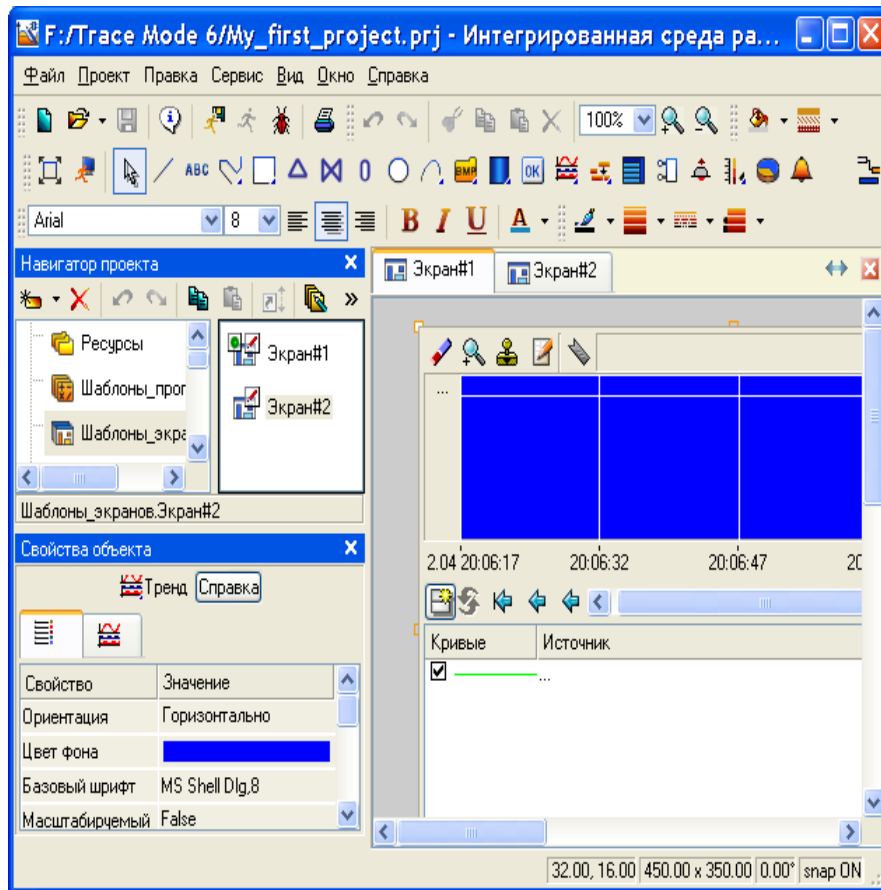 F:/Trace Mode 6/My_first_project.prj - Интегрированная среда ра...
Файл Проект Правка Сервис Вид Окно Справка
100%
ABC
BMP
OK
Arial
8
B I U A
Навигатор проекта
Экран#1
Экран#2
Ресурсы
Шаблоны_прог
Шаблоны_экра
Экран#1
Экран#2
Шаблоны_экранов.Экран#2
Свойства объекта
Тренд Справка
Свойство Значение
Ориентация Горизонтально
Цвет фона
Базовый шрифт MS Shell Dlg,8
Масштабируемый False
...
2.04 20:06:17 20:06:32 20:06:47 20
Кривые Источник
...
32.00, 16.00 450.00 x 350.00 0.00° snap ON